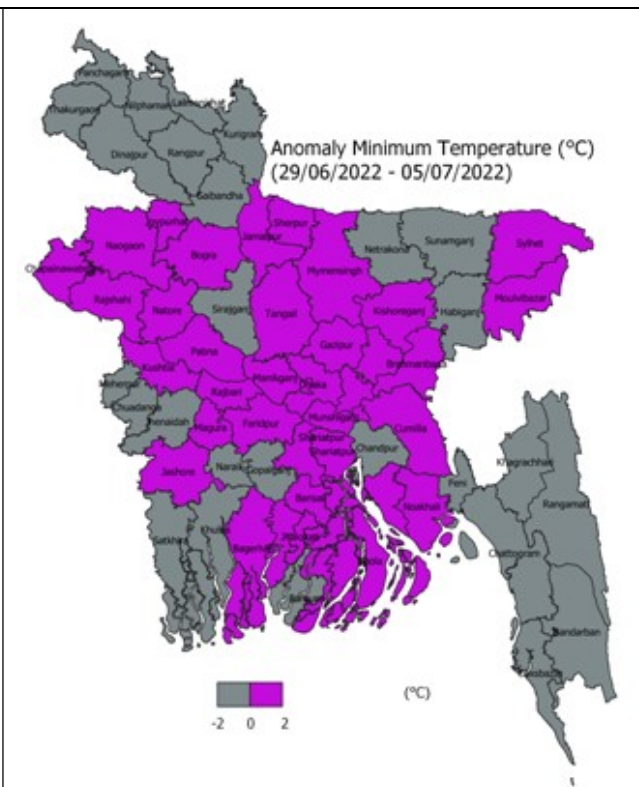 Panchagarh
Thakurgaon
Nilphamari
Lalmonirhat
Kurigram
Dinajpur
Rangpur
Anomaly Minimum Temperature (°C)
(29/06/2022 - 05/07/2022)
Gaibandha
Joypurhat
Sherpur
Naogaon
Jamalpur
Bogra
Netrakona
Sunamganj
Sylhet
Mymensingh
Chapainawabganj
Rajshahi
Natore
Sirajganj
Tangail
Kishoreganj
Habiganj
Moulvibazar
Pabna
Gazipur
Kushtia
Manikganj
Dhaka
Rajbari
Chuadanga
Munshiganj
Jhenaidah
Magura
Faridpur
Cumilla
Shariatpur
Shariatpur
Chandpur
Khagrachhari
Jashore
Narail
Gopalganj
Feni
Noakhali
Rangamati
Barisal
Satkhira
Khulna
Bagerhat
Bhola
Chattogram
Bandarban
(°C)
-2 0 2